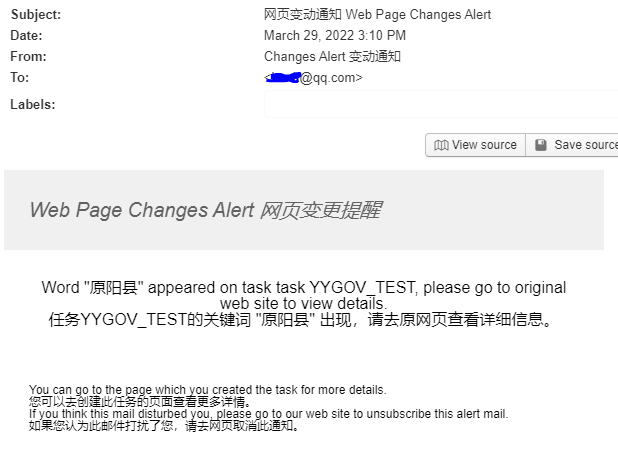 Subject: 网页变动通知 Web Page Changes Alert
Date: March 29, 2022 3:10 PM
From: Changes Alert 变动通知
To: < @qq.com>
Labels:
View source Save source
Web Page Changes Alert 网页变更提醒
Word "原阳县" appeared on task task YYGOV_TEST, please go to original
web site to view details.
任务YYGOV_TEST的关键词 "原阳县" 出现，请去原网页查看详细信息。
You can go to the page which you created the task for more details.
您可以去创建此任务的页面查看更多详情。
If you think this mail disturbed you, please go to our web site to unsubscribe this alert mail.
如果您认为此邮件打扰了您，请去网页取消此通知。